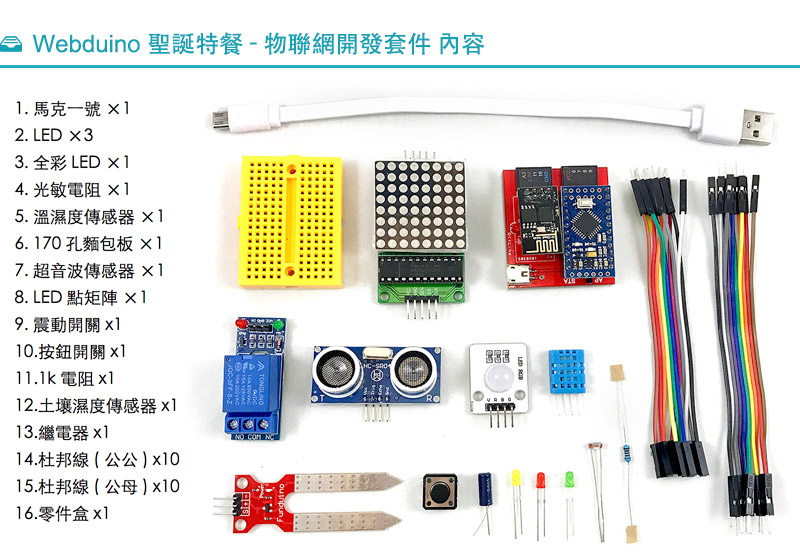 Webduino 聖誕特餐 - 物聯網開發套件 內容
1. 馬克一號 ×1
2. LED ×3
3. 全彩 LED ×1
4. 光敏電阻 ×1
5. 溫濕度傳感器 ×1
6. 170 孔麵包板 ×1
7. 超音波傳感器 ×1
8. LED 點矩陣 ×1
9. 震動開關 x1
10.按鈕開關 x1
11.1k 電阻 x1
12.土壤濕度傳感器 x1
13.繼電器 x1
14.杜邦線 ( 公公 ) x10
15.杜邦線 ( 公母 ) x10
16.零件盒 x1
AP STA
NO COM NC
HC-SR04
T R
LED RGB
Funduino